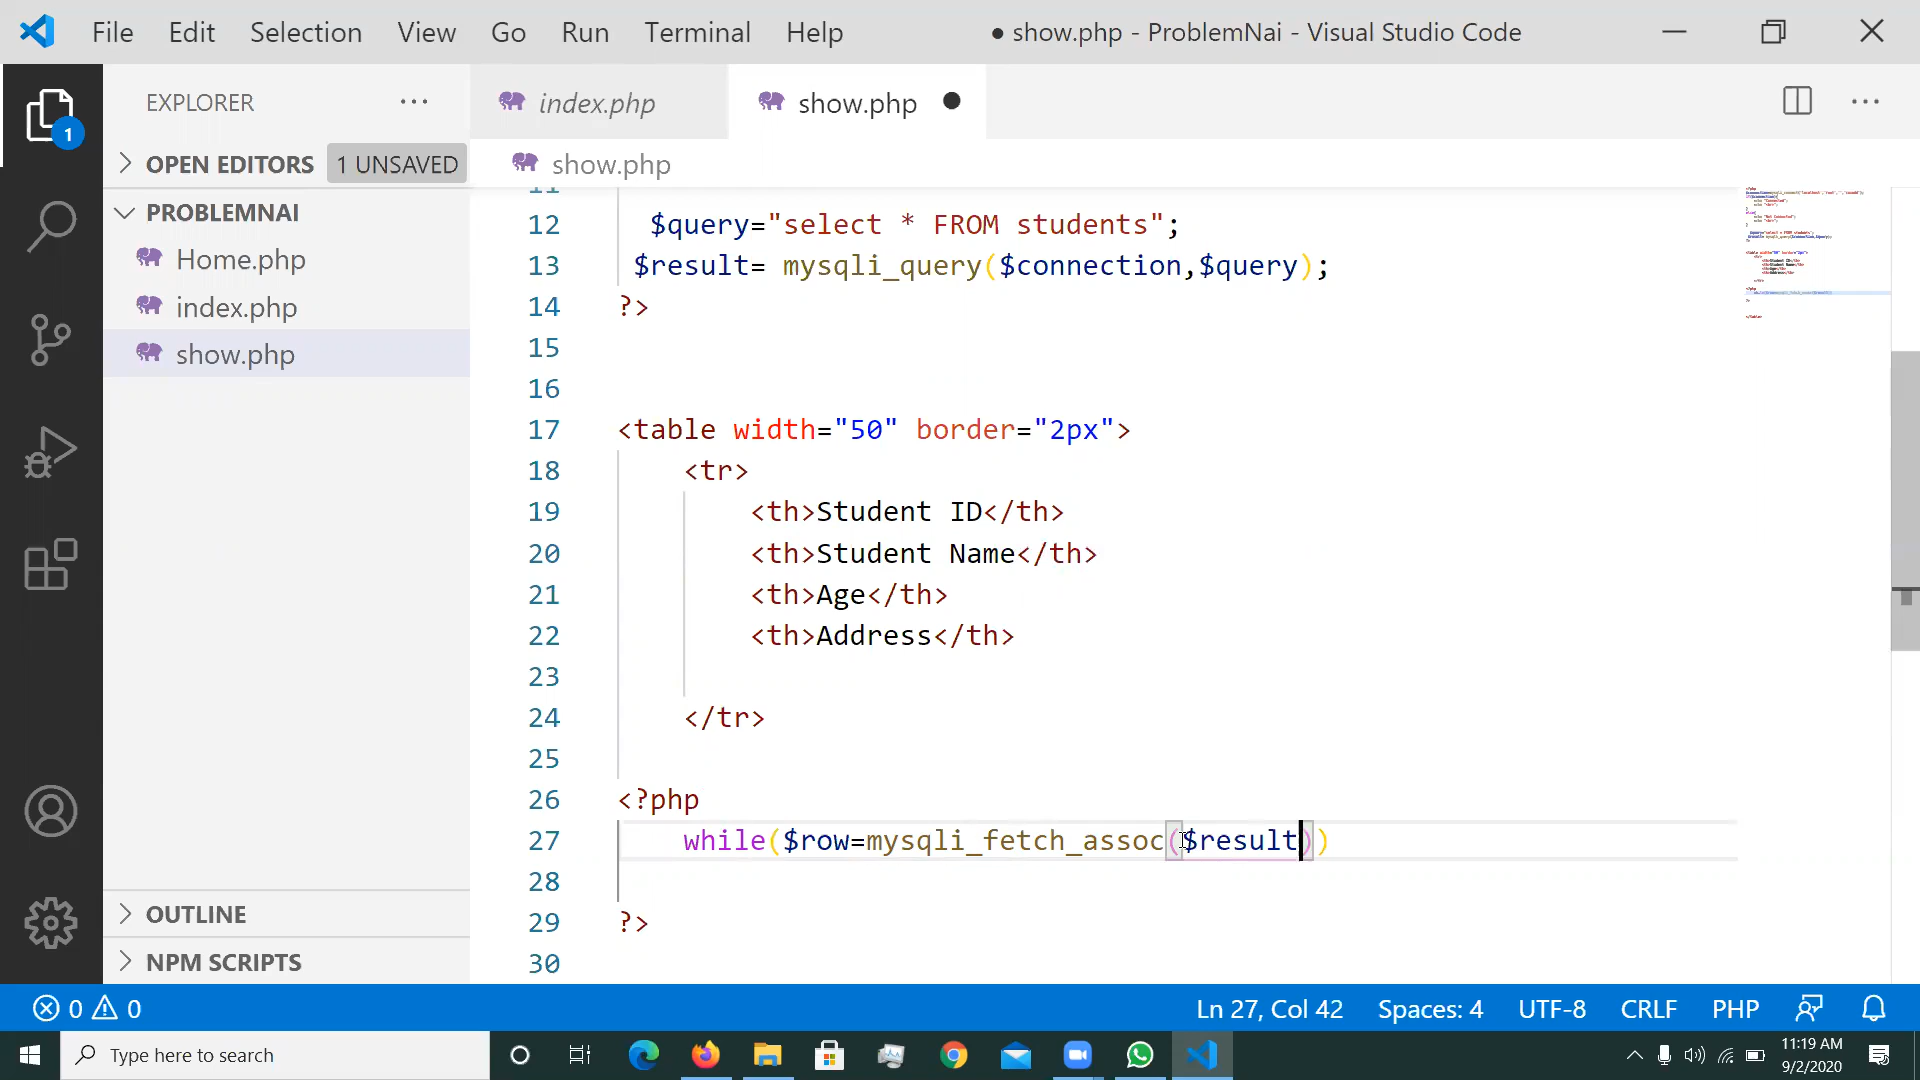 File Edit Selection View Go Run Terminal Help ● show.php - ProblemNai - Visual Studio Code
EXPLORER
index.php
show.php
1
OPEN EDITORS 1 UNSAVED
show.php
PROBLEMNAI
Home.php
index.php
show.php
11
12 $query="select * FROM students";
13 $result= mysqli_query($connection,$query);
14 ?>
15
16
17 <table width="50" border="2px">
18 <tr>
19 <th>Student ID</th>
20 <th>Student Name</th>
21 <th>Age</th>
22 <th>Address</th>
23
24 </tr>
25
26 <?php
27 while($row=mysqli_fetch_assoc($result))
28
29 ?>
30
OUTLINE
NPM SCRIPTS
0 0 Ln 27, Col 42 Spaces: 4 UTF-8 CRLF PHP
Type here to search
11:19 AM
9/2/2020